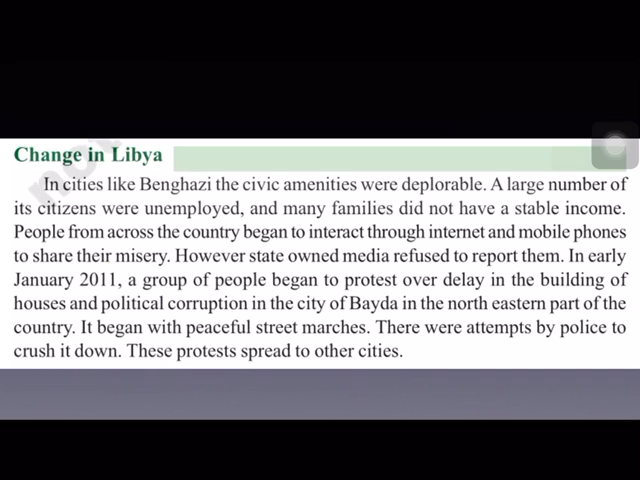 Change in Libya
In cities like Benghazi the civic amenities were deplorable. A large number of
its citizens were unemployed, and many families did not have a stable income.
People from across the country began to interact through internet and mobile phones
to share their misery. However state owned media refused to report them. In early
January 2011, a group of people began to protest over delay in the building of
houses and political corruption in the city of Bayda in the north eastern part of the
country. It began with peaceful street marches. There were attempts by police to
crush it down. These protests spread to other cities.